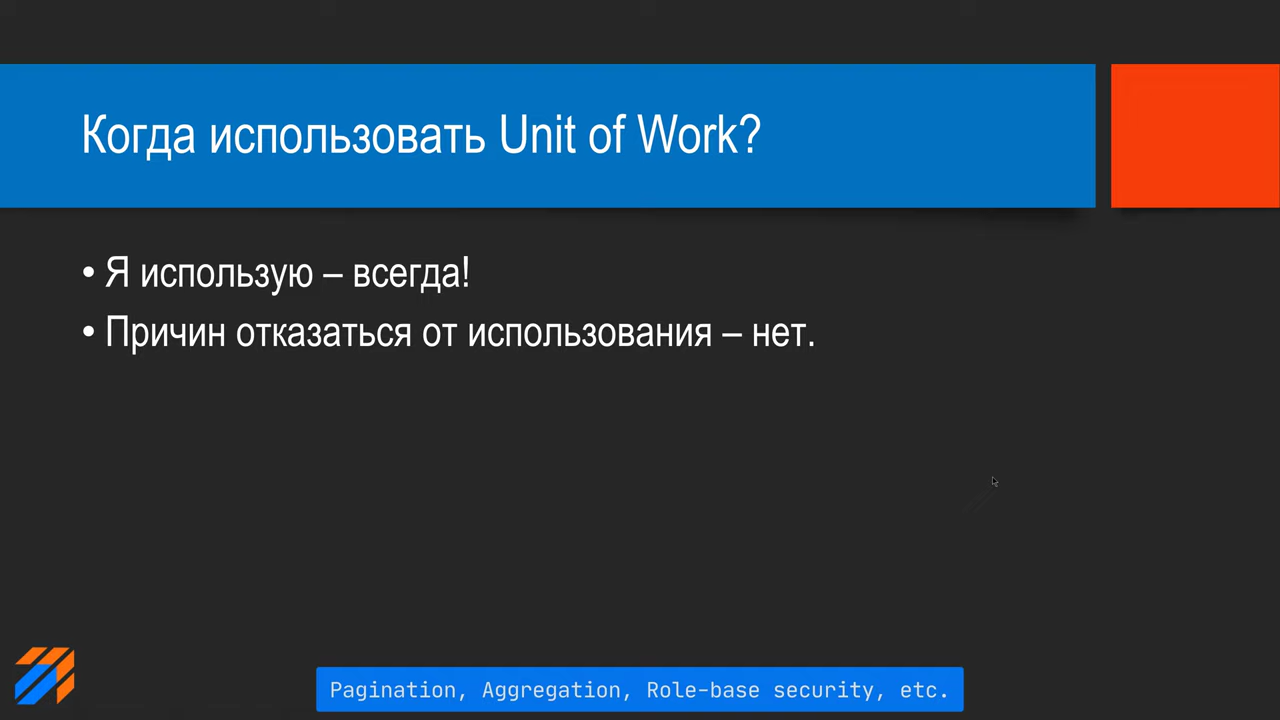 Когда использовать Unit of Work?
• Я использую – всегда!
• Причин отказаться от использования – нет.
Pagination, Aggregation, Role-base security, etc.